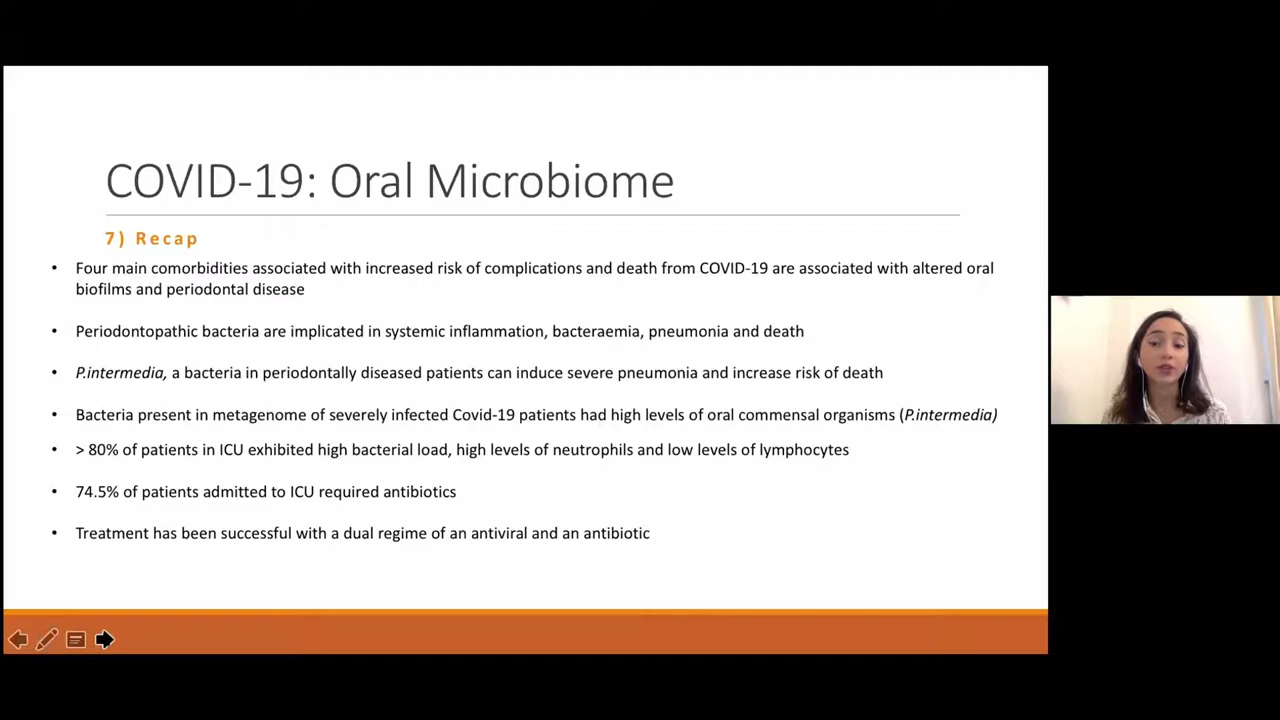 COVID-19: Oral Microbiome
7) Recap
• Four main comorbidities associated with increased risk of complications and death from COVID-19 are associated with altered oral
biofilms and periodontal disease
• Periodontopathic bacteria are implicated in systemic inflammation, bacteraemia, pneumonia and death
• P.intermedia, a bacteria in periodontally diseased patients can induce severe pneumonia and increase risk of death
• Bacteria present in metagenome of severely infected Covid-19 patients had high levels of oral commensal organisms (P.intermedia)
• > 80% of patients in ICU exhibited high bacterial load, high levels of neutrophils and low levels of lymphocytes
• 74.5% of patients admitted to ICU required antibiotics
• Treatment has been successful with a dual regime of an antiviral and an antibiotic